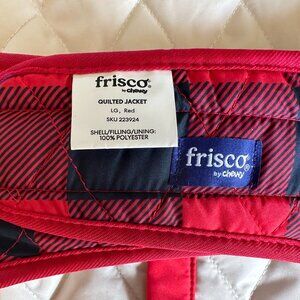 frisco
by Chewy
QUILTED JACKET
LG, Red
SKU 223924
SHELL/FILLING/LINING:
100% POLYESTER
frisco
by Chewy